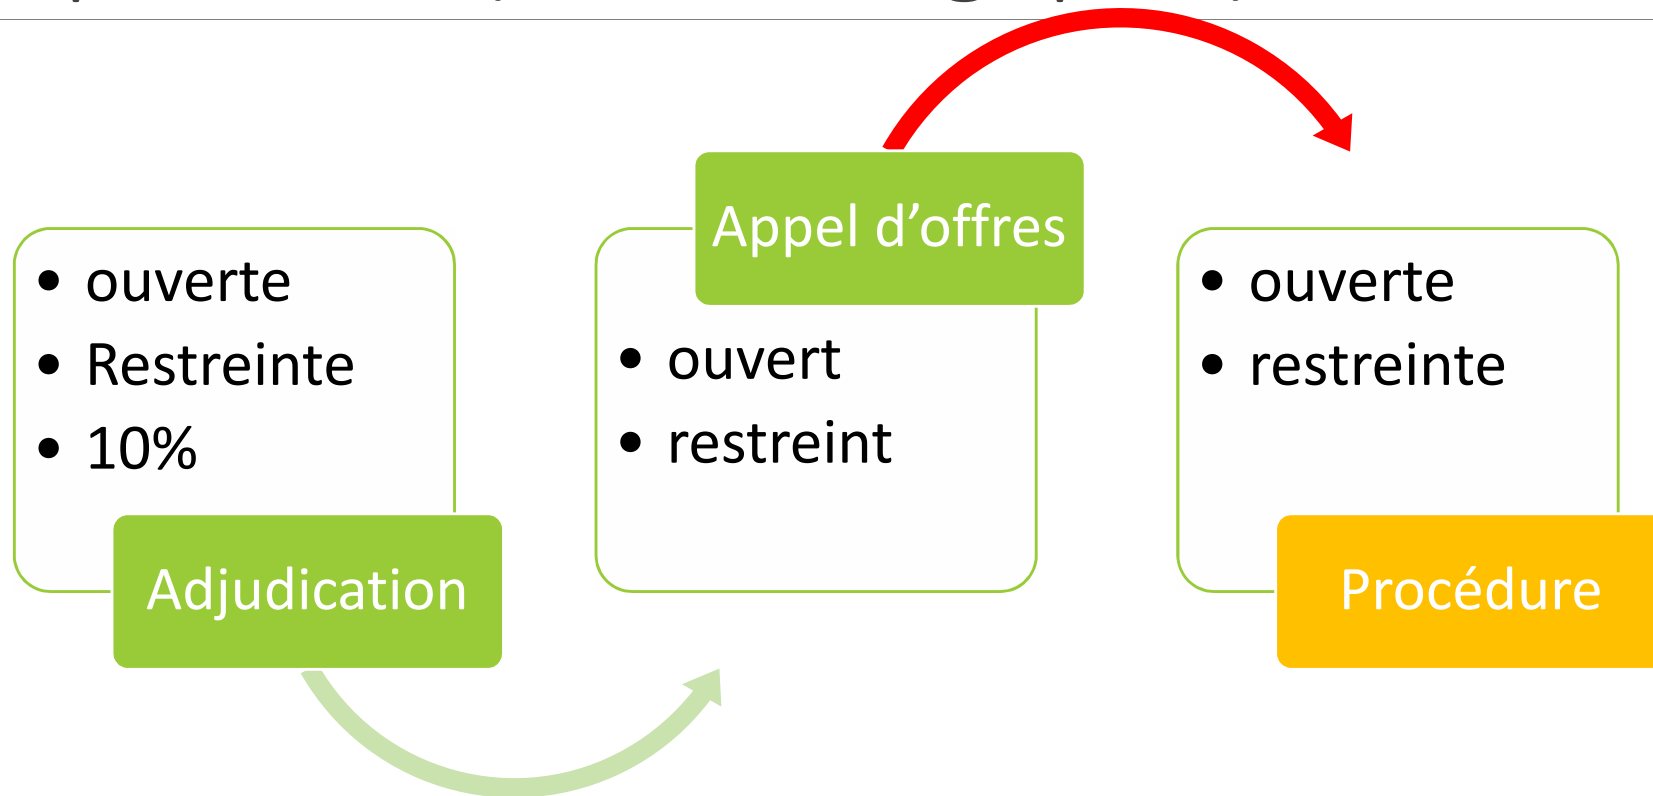 • ouverte
• Restreinte
• 10%
Adjudication
Appel d’offres
• ouvert
• restreint
• ouverte
• restreinte
Procédure